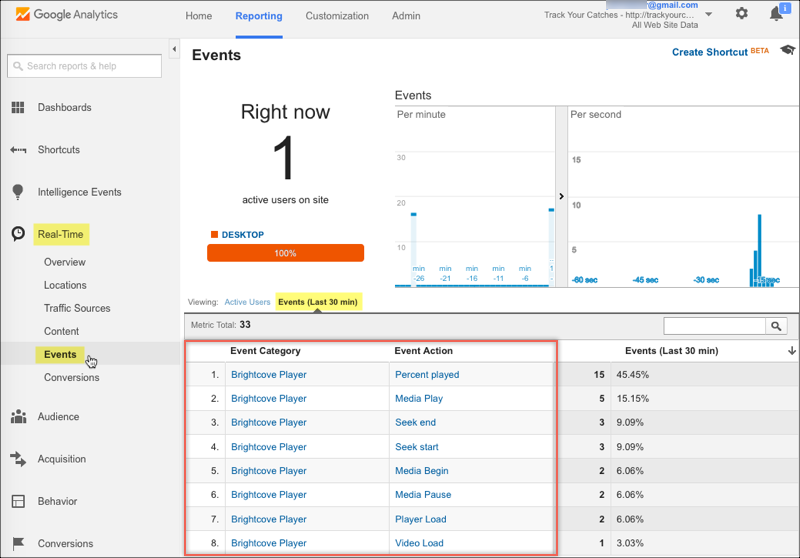 Google Analytics
Home Reporting Customization Admin
@gmail.com
Track Your Catches - http://trackyourc...
All Web Site Data
1
Search reports & help
Dashboards
Shortcuts
Intelligence Events
Real-Time
Overview
Locations
Traffic Sources
Content
Events
Conversions
Audience
Acquisition
Behavior
Conversions
Events
Create Shortcut BETA
Right now
1
active users on site
DESKTOP
100%
Events
Per minute
30
20
10
min min min min min 1
-26 -21 -16 -11 -6
Per second
15
10
5
-60 sec -45 sec -30 sec -15 sec
Viewing: Active Users Events (Last 30 min)
Metric Total: 33
Event Category Event Action Events (Last 30 min)
1. Brightcove Player Percent played 15 45.45%
2. Brightcove Player Media Play 5 15.15%
3. Brightcove Player Seek end 3 9.09%
4. Brightcove Player Seek start 3 9.09%
5. Brightcove Player Media Begin 2 6.06%
6. Brightcove Player Media Pause 2 6.06%
7. Brightcove Player Player Load 2 6.06%
8. Brightcove Player Video Load 1 3.03%